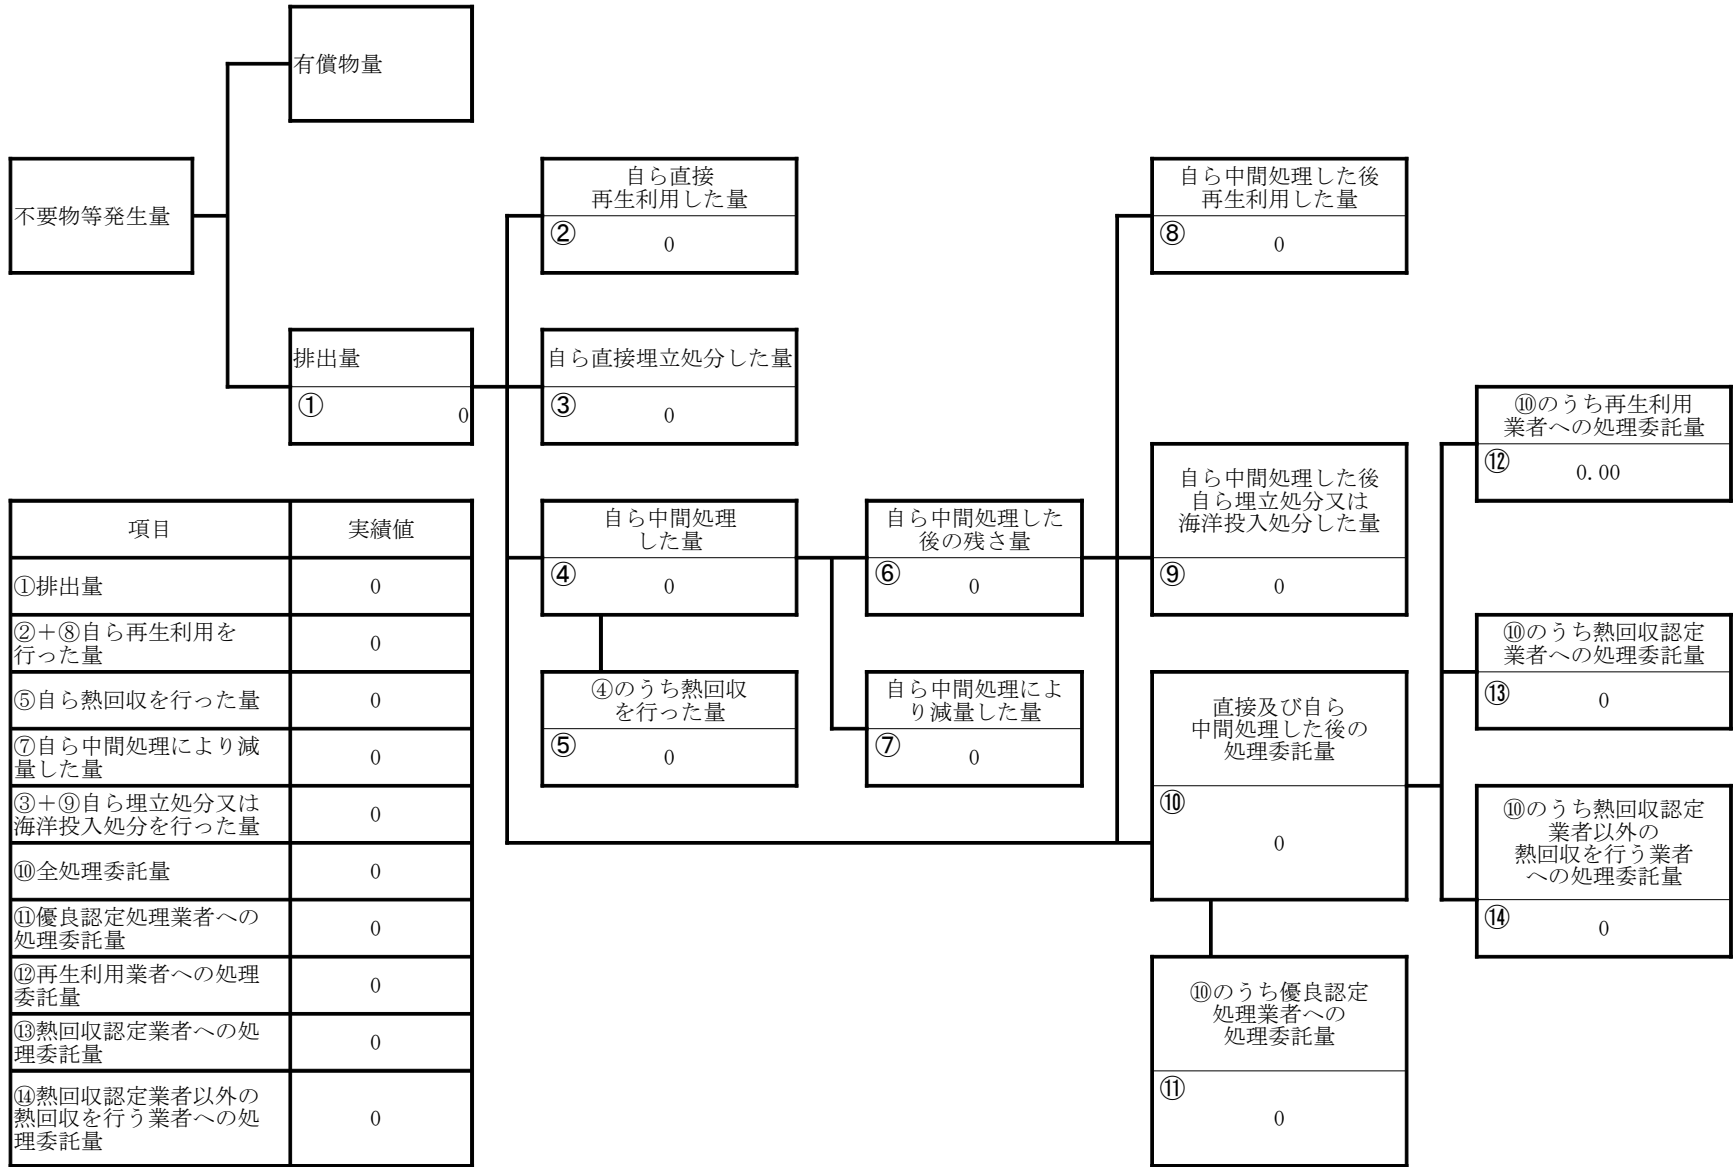 有償物量
不要物等発生量
自ら直接
再生利用した量
②
0
自ら中間処理した後
再生利用した量
⑧
0
排出量
①
0
自ら直接埋立処分した量
③
0
⑩のうち再生利用
業者への処理委託量
⑫
0.00
自ら中間処理
した量
④
0
自ら中間処理した
後の残さ量
⑥
0
自ら中間処理した後
自ら埋立処分又は
海洋投入処分した量
⑨
0
⑩のうち熱回収認定
業者への処理委託量
⑬
0
④のうち熱回収
を行った量
⑤
0
自ら中間処理によ
り減量した量
⑦
0
直接及び自ら
中間処理した後の
処理委託量
⑩
0
⑩のうち熱回収認定
業者以外の
熱回収を行う業者
への処理委託量
⑭
0
⑩のうち優良認定
処理業者への
処理委託量
⑪
0
項目 実績値
①排出量 0
②+⑧自ら再生利用を
行った量 0
⑤自ら熱回収を行った量 0
⑦自ら中間処理により減
量した量 0
③+⑨自ら埋立処分又は
海洋投入処分を行った量 0
⑩全処理委託量 0
⑪優良認定処理業者への
処理委託量 0
⑫再生利用業者への処理
委託量 0
⑬熱回収認定業者への処
理委託量 0
⑭熱回収認定業者以外の
熱回収を行う業者への処
理委託量 0